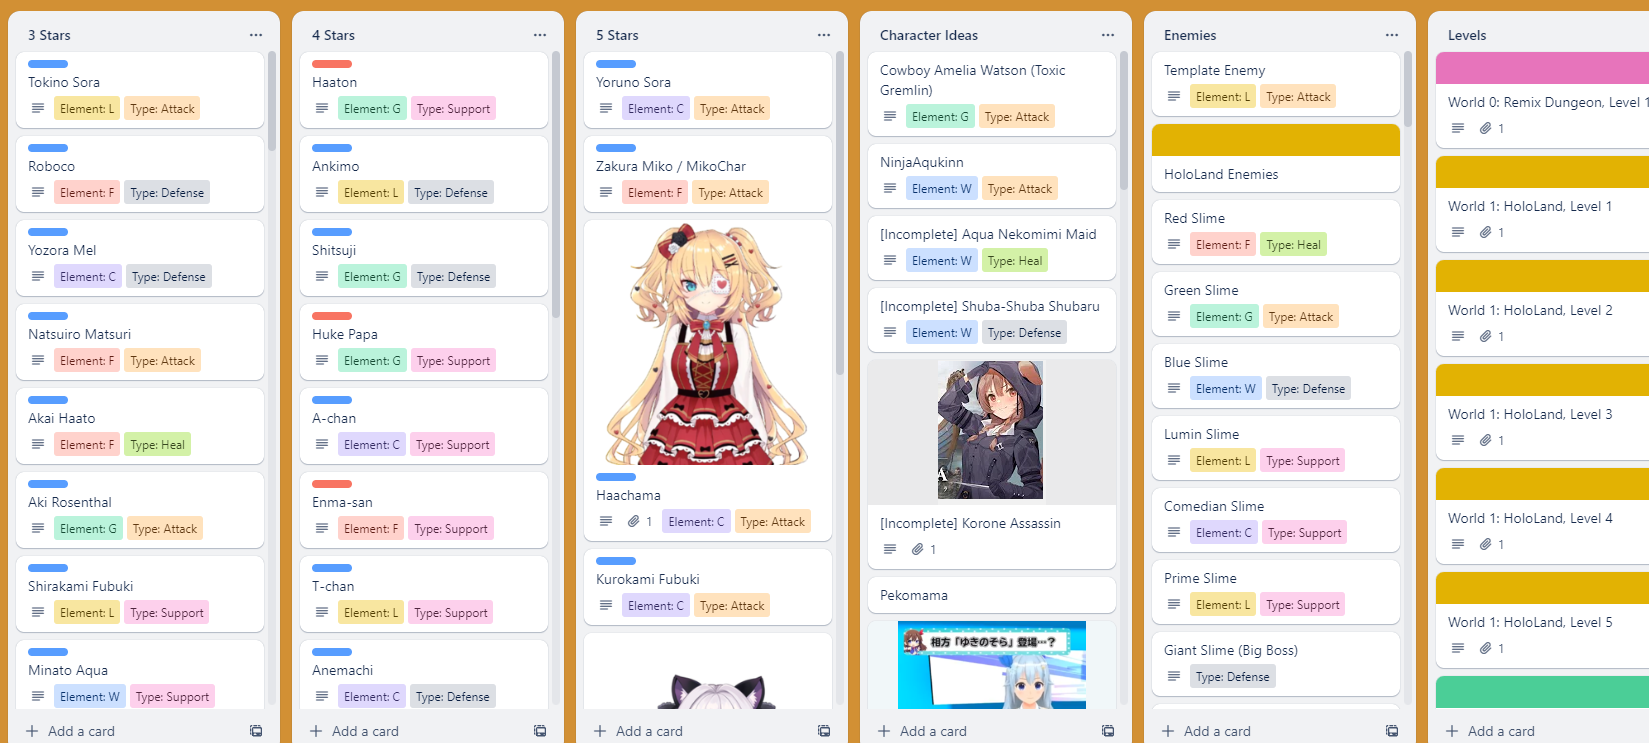 3 Stars
Tokino Sora
Element: L Type: Attack
Roboco
Element: F Type: Defense
Yozora Mel
Element: C Type: Defense
Natsuiro Matsuri
Element: F Type: Attack
Akai Haato
Element: F Type: Heal
Aki Rosenthal
Element: G Type: Attack
Shirakami Fubuki
Element: L Type: Support
Minato Aqua
Element: W Type: Support
Add a card
4 Stars
Haaton
Element: G Type: Support
Ankimo
Element: L Type: Defense
Shitsuji
Element: G Type: Defense
Huke Papa
Element: G Type: Support
A-chan
Element: C Type: Support
Enma-san
Element: F Type: Support
T-chan
Element: L Type: Support
Anemachi
Element: C Type: Defense
Add a card
5 Stars
Yoruno Sora
Element: C Type: Attack
Zakura Miko / MikoChar
Element: F Type: Attack
Haachama
1 Element: C Type: Attack
Kurokami Fubuki
Element: C Type: Attack
Add a card
Character Ideas
Cowboy Amelia Watson (Toxic
Gremlin)
Element: G Type: Attack
NinjaAqukinn
Element: W Type: Attack
[Incomplete] Aqua Nekomimi Maid
Element: W Type: Heal
[Incomplete] Shuba-Shuba Shubaru
Element: W Type: Defense
[Incomplete] Korone Assassin
1
Pekomama
相方「ゆきのそら」登場…？
Add a card
Enemies
Template Enemy
Element: L Type: Attack
HoloLand Enemies
Red Slime
Element: F Type: Heal
Green Slime
Element: G Type: Attack
Blue Slime
Element: W Type: Defense
Lumin Slime
Element: L Type: Support
Comedian Slime
Element: C Type: Support
Prime Slime
Element: L Type: Support
Giant Slime (Big Boss)
Type: Defense
Add a card
Levels
World 0: Remix Dungeon, Level 1
1
World 1: HoloLand, Level 1
1
World 1: HoloLand, Level 2
1
World 1: HoloLand, Level 3
1
World 1: HoloLand, Level 4
1
World 1: HoloLand, Level 5
1
Add a card